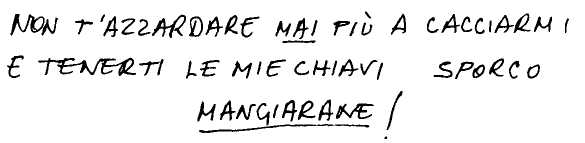 NON T'AZZARDARE MAI PIÙ A CACCIARMI
E TENERTI LE MIE CHIAVI SPORCO
MANGIARANE!